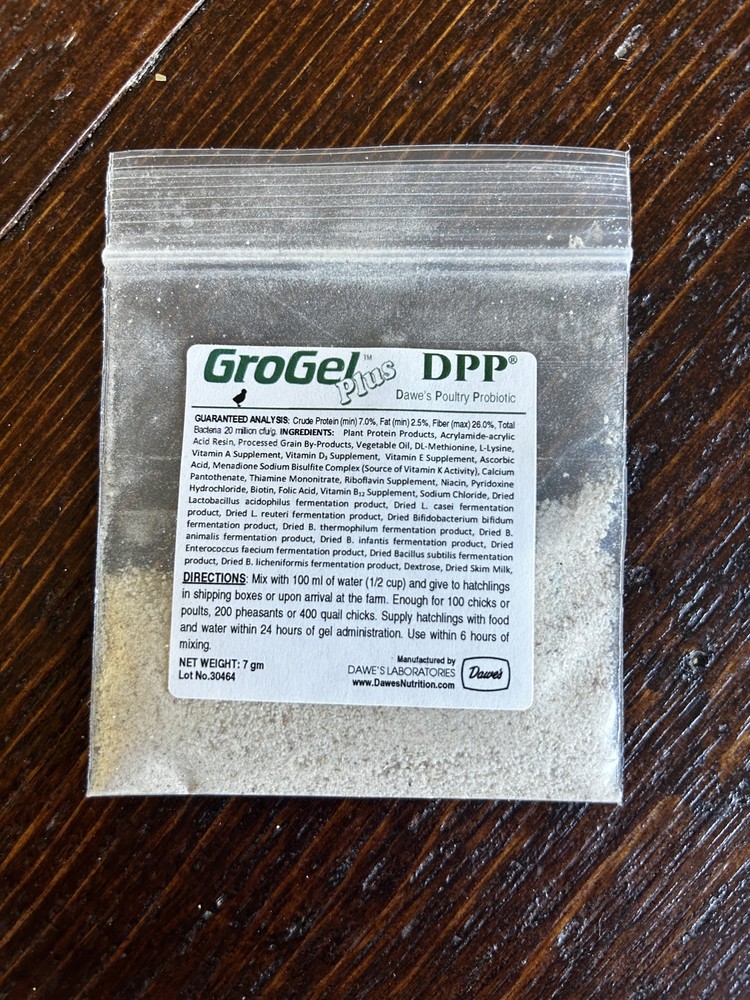 GroGel™ Plus DPP®
Dawe's Poultry Probiotic
GUARANTEED ANALYSIS: Crude Protein (min) 7.0%, Fat (min) 2.5%, Fiber (max) 26.0%, Total
Bacteria 20 million cfu/g. INGREDIENTS: Plant Protein Products, Acrylamide-acrylic
Acid Resin, Processed Grain By-Products, Vegetable Oil, DL-Methionine, L-Lysine,
Vitamin A Supplement, Vitamin D₃ Supplement, Vitamin E Supplement, Ascorbic
Acid, Menadione Sodium Bisulfite Complex (Source of Vitamin K Activity), Calcium
Pantothenate, Thiamine Mononitrate, Riboflavin Supplement, Niacin, Pyridoxine
Hydrochloride, Biotin, Folic Acid, Vitamin B₁₂ Supplement, Sodium Chloride, Dried
Lactobacillus acidophilus fermentation product, Dried L. casei fermentation
product, Dried L. reuteri fermentation product, Dried Bifidobacterium bifidum
fermentation product, Dried B. thermophilum fermentation product, Dried B.
animalis fermentation product, Dried B. infantis fermentation product, Dried
Enterococcus faecium fermentation product, Dried Bacillus subtilis fermentation
product, Dried B. licheniformis fermentation product, Dextrose, Dried Skim Milk,
DIRECTIONS: Mix with 100 ml of water (1/2 cup) and give to hatchlings
in shipping boxes or upon arrival at the farm. Enough for 100 chicks or
poults, 200 pheasants or 400 quail chicks. Supply hatchlings with food
and water within 24 hours of gel administration. Use within 6 hours of
mixing.
NET WEIGHT: 7 gm
Lot No.30464
Manufactured by
DAWE'S LABORATORIES
www.DawesNutrition.com
Dawe's